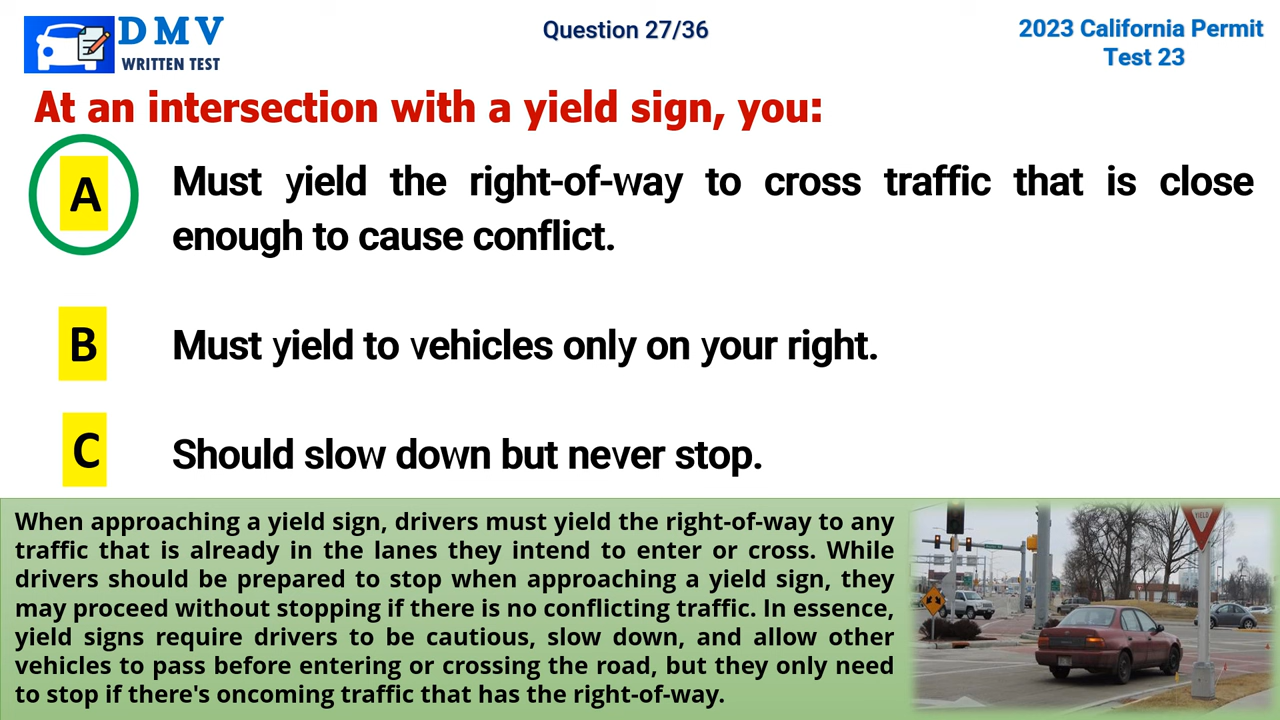 DMV
WRITTEN TEST
Question 27/36
2023 California Permit
Test 23
At an intersection with a yield sign, you:
A
Must yield the right-of-way to cross traffic that is close
enough to cause conflict.
B
Must yield to vehicles only on your right.
C
Should slow down but never stop.
When approaching a yield sign, drivers must yield the right-of-way to any
traffic that is already in the lanes they intend to enter or cross. While
drivers should be prepared to stop when approaching a yield sign, they
may proceed without stopping if there is no conflicting traffic. In essence,
yield signs require drivers to be cautious, slow down, and allow other
vehicles to pass before entering or crossing the road, but they only need
to stop if there's oncoming traffic that has the right-of-way.
YIELD